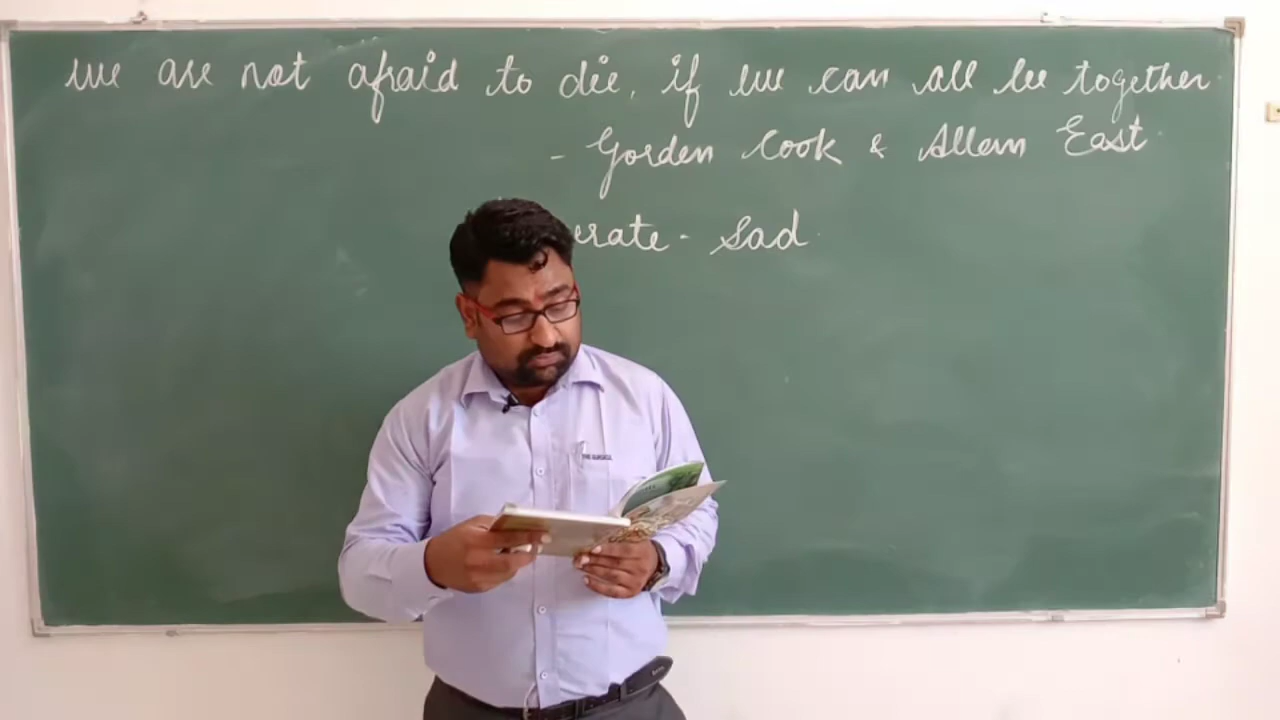 we are not afraid to die, if we can all be together
- Gorden Cook & Allen East
erate - Sad